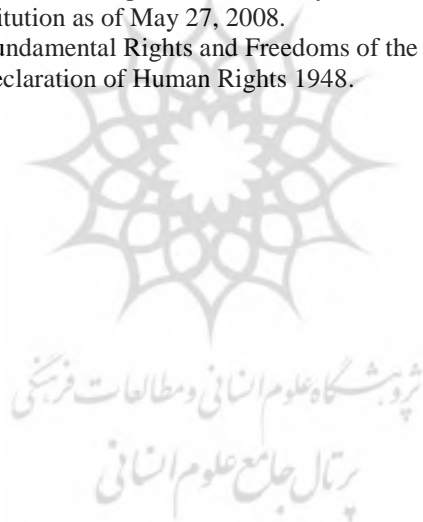 itution as of May 27, 2008.
undamental Rights and Freedoms of the
eclaration of Human Rights 1948.
پژوهشگاه علوم انسانی و مطالعات فرهنگی
پرتال جامع علوم انسانی